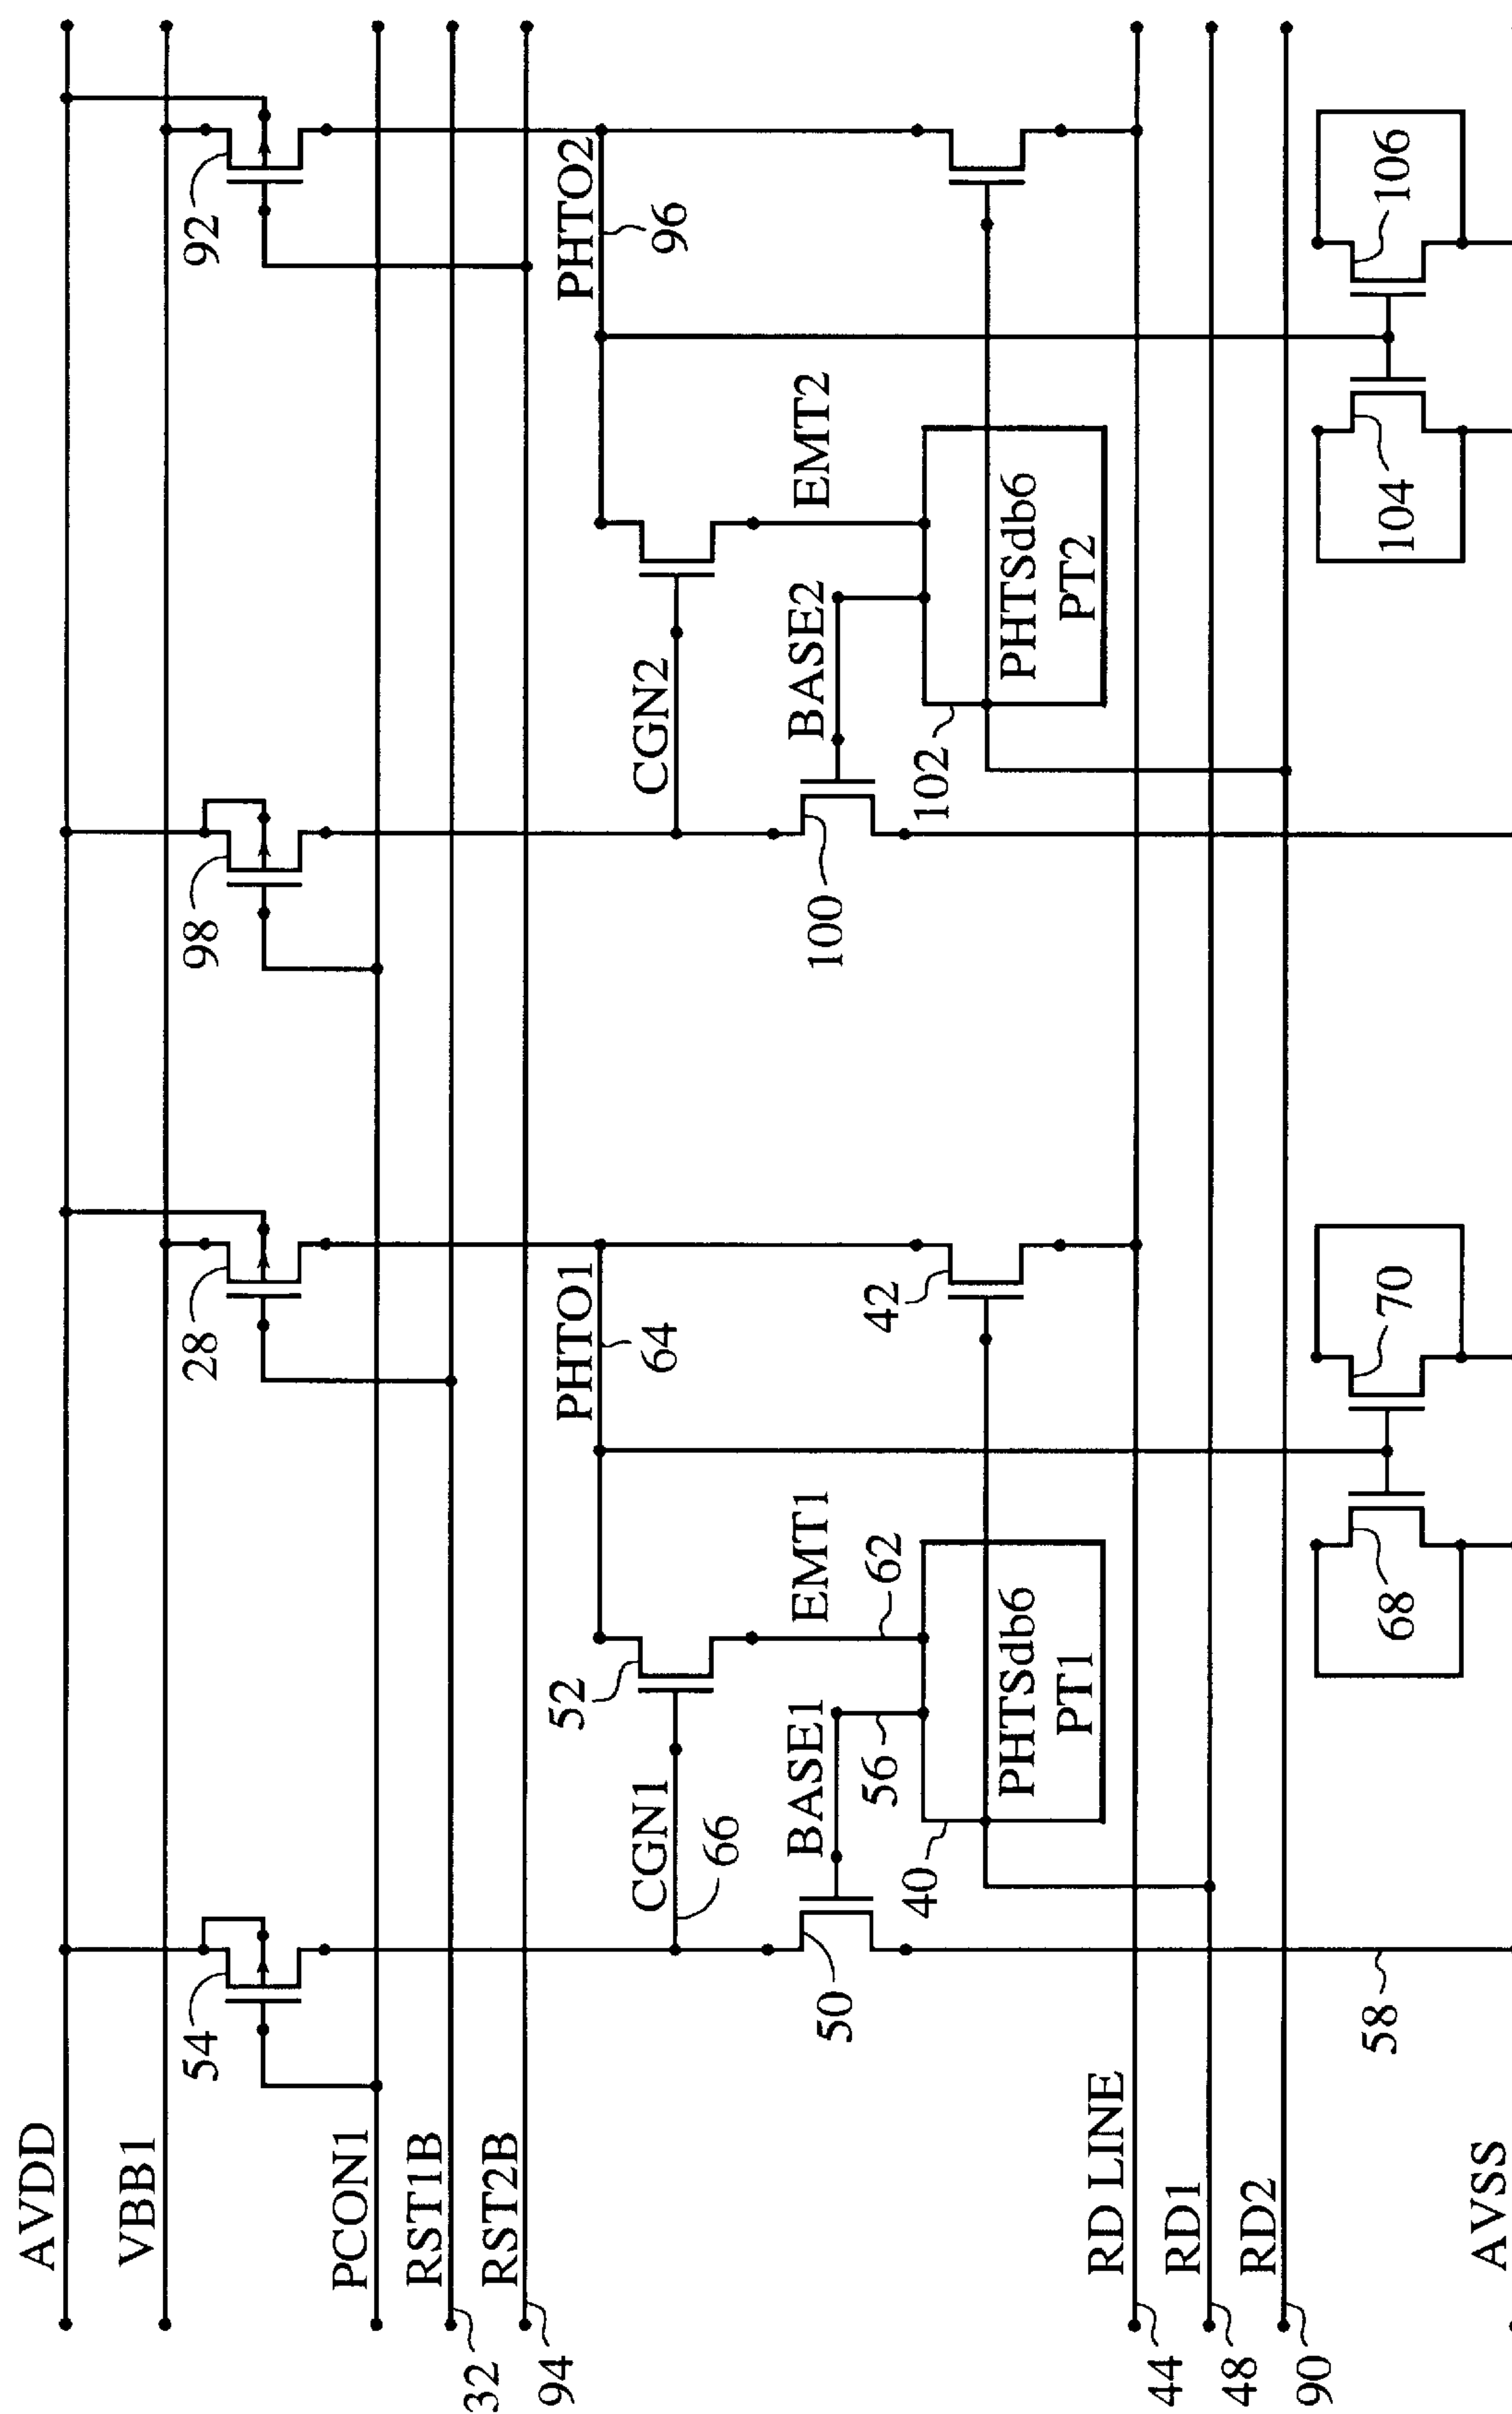 AVDD
VBB1
PCON1
RST1B
32
RST2B
94
54
28
98
92
PHTO1
64
PHTO2
96
52
CGN1
66
CGN2
EMT1
EMT2
BASE1
56
62
BASE2
50
42
100
40
PHTSdb6
PT1
102
PHTSdb6
PT2
RD LINE
44
RD1
48
RD2
90
58
68
70
104
106
AVSS